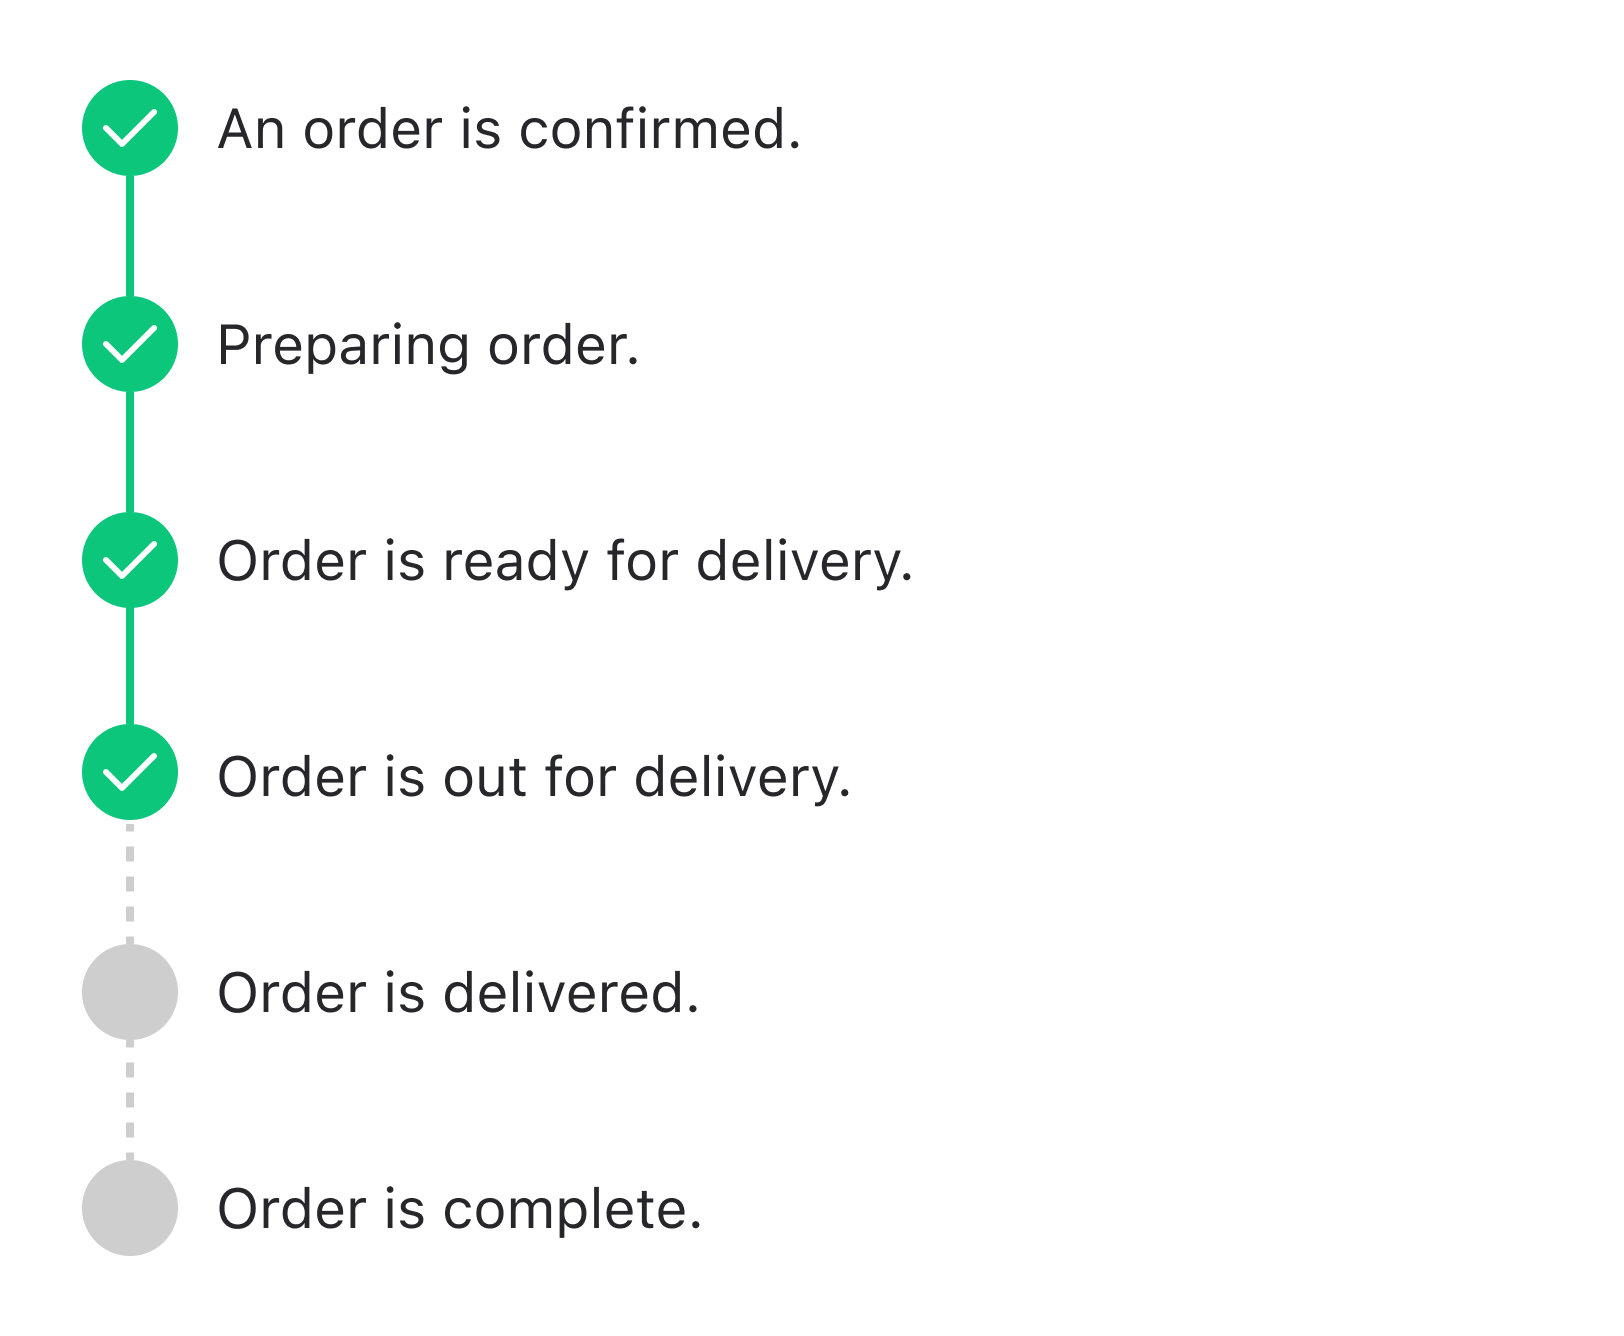 An order is confirmed.
Preparing order.
Order is ready for delivery.
Order is out for delivery.
Order is delivered.
Order is complete.